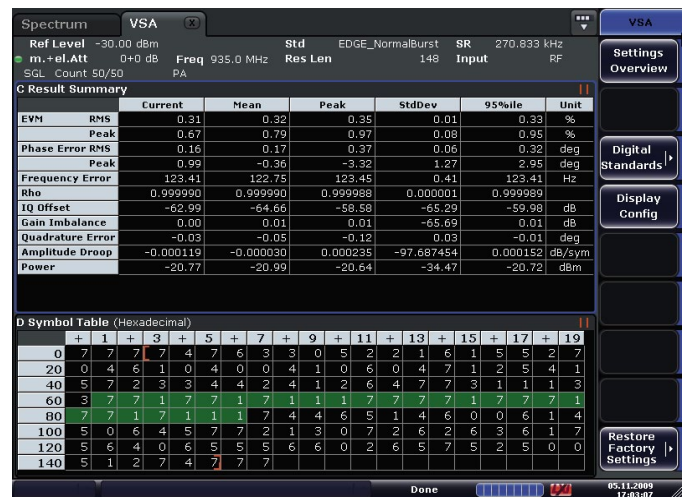 Spectrum VSA VSA
Ref Level -30.00 dBm Std EDGE_NormalBurst SR 270.833 kHz
m.+el.Att 0+0 dB Freq 935.0 MHz Res Len 148 Input RF
SGL Count 50/50 PA
Settings Overview
C Result Summary
Current Mean Peak StdDev 95%ile Unit
EVM RMS 0.31 0.32 0.35 0.01 0.33 %
Peak 0.67 0.79 0.97 0.08 0.95 %
Phase Error RMS 0.16 0.17 0.37 0.06 0.32 deg
Peak 0.99 -0.36 -3.32 1.27 2.95 deg
Frequency Error 123.41 122.75 123.45 0.41 123.41 Hz
Rho 0.999990 0.999990 0.999988 0.000001 0.999989
IQ Offset -62.99 -64.66 -58.58 -65.29 -59.98 dB
Gain Imbalance 0.00 0.01 0.01 -65.69 0.01 dB
Quadrature Error -0.03 -0.05 -0.12 0.03 -0.01 deg
Amplitude Droop -0.000119 -0.000030 0.000235 -97.687454 0.000152 dB/sym
Power -20.77 -20.99 -20.64 -34.47 -20.72 dBm
Digital Standards
Display Config
D Symbol Table (Hexadecimal)
+ 1 + 3 + 5 + 7 + 9 + 11 + 13 + 15 + 17 + 19
0 7 7 7 7 4 7 6 3 3 0 5 2 2 1 6 1 5 5 2 7
20 0 4 6 1 0 4 0 0 4 1 0 6 0 4 7 1 2 5 4 1
40 5 7 2 3 3 4 4 2 4 1 2 6 4 7 7 3 1 1 1 3
60 3 7 7 1 7 7 1 7 1 1 1 7 7 7 7 1 7 7 7 1
80 7 7 1 7 1 1 1 7 4 4 6 5 1 4 6 0 0 6 1 4
100 5 0 6 4 5 7 7 2 1 3 0 7 2 6 2 6 3 6 1 7
120 5 6 4 0 6 5 5 5 6 6 0 2 6 5 7 5 2 5 0 0
140 5 1 2 7 4 7 7 7
Restore Factory Settings
Done
05.11.2009
17:03:07